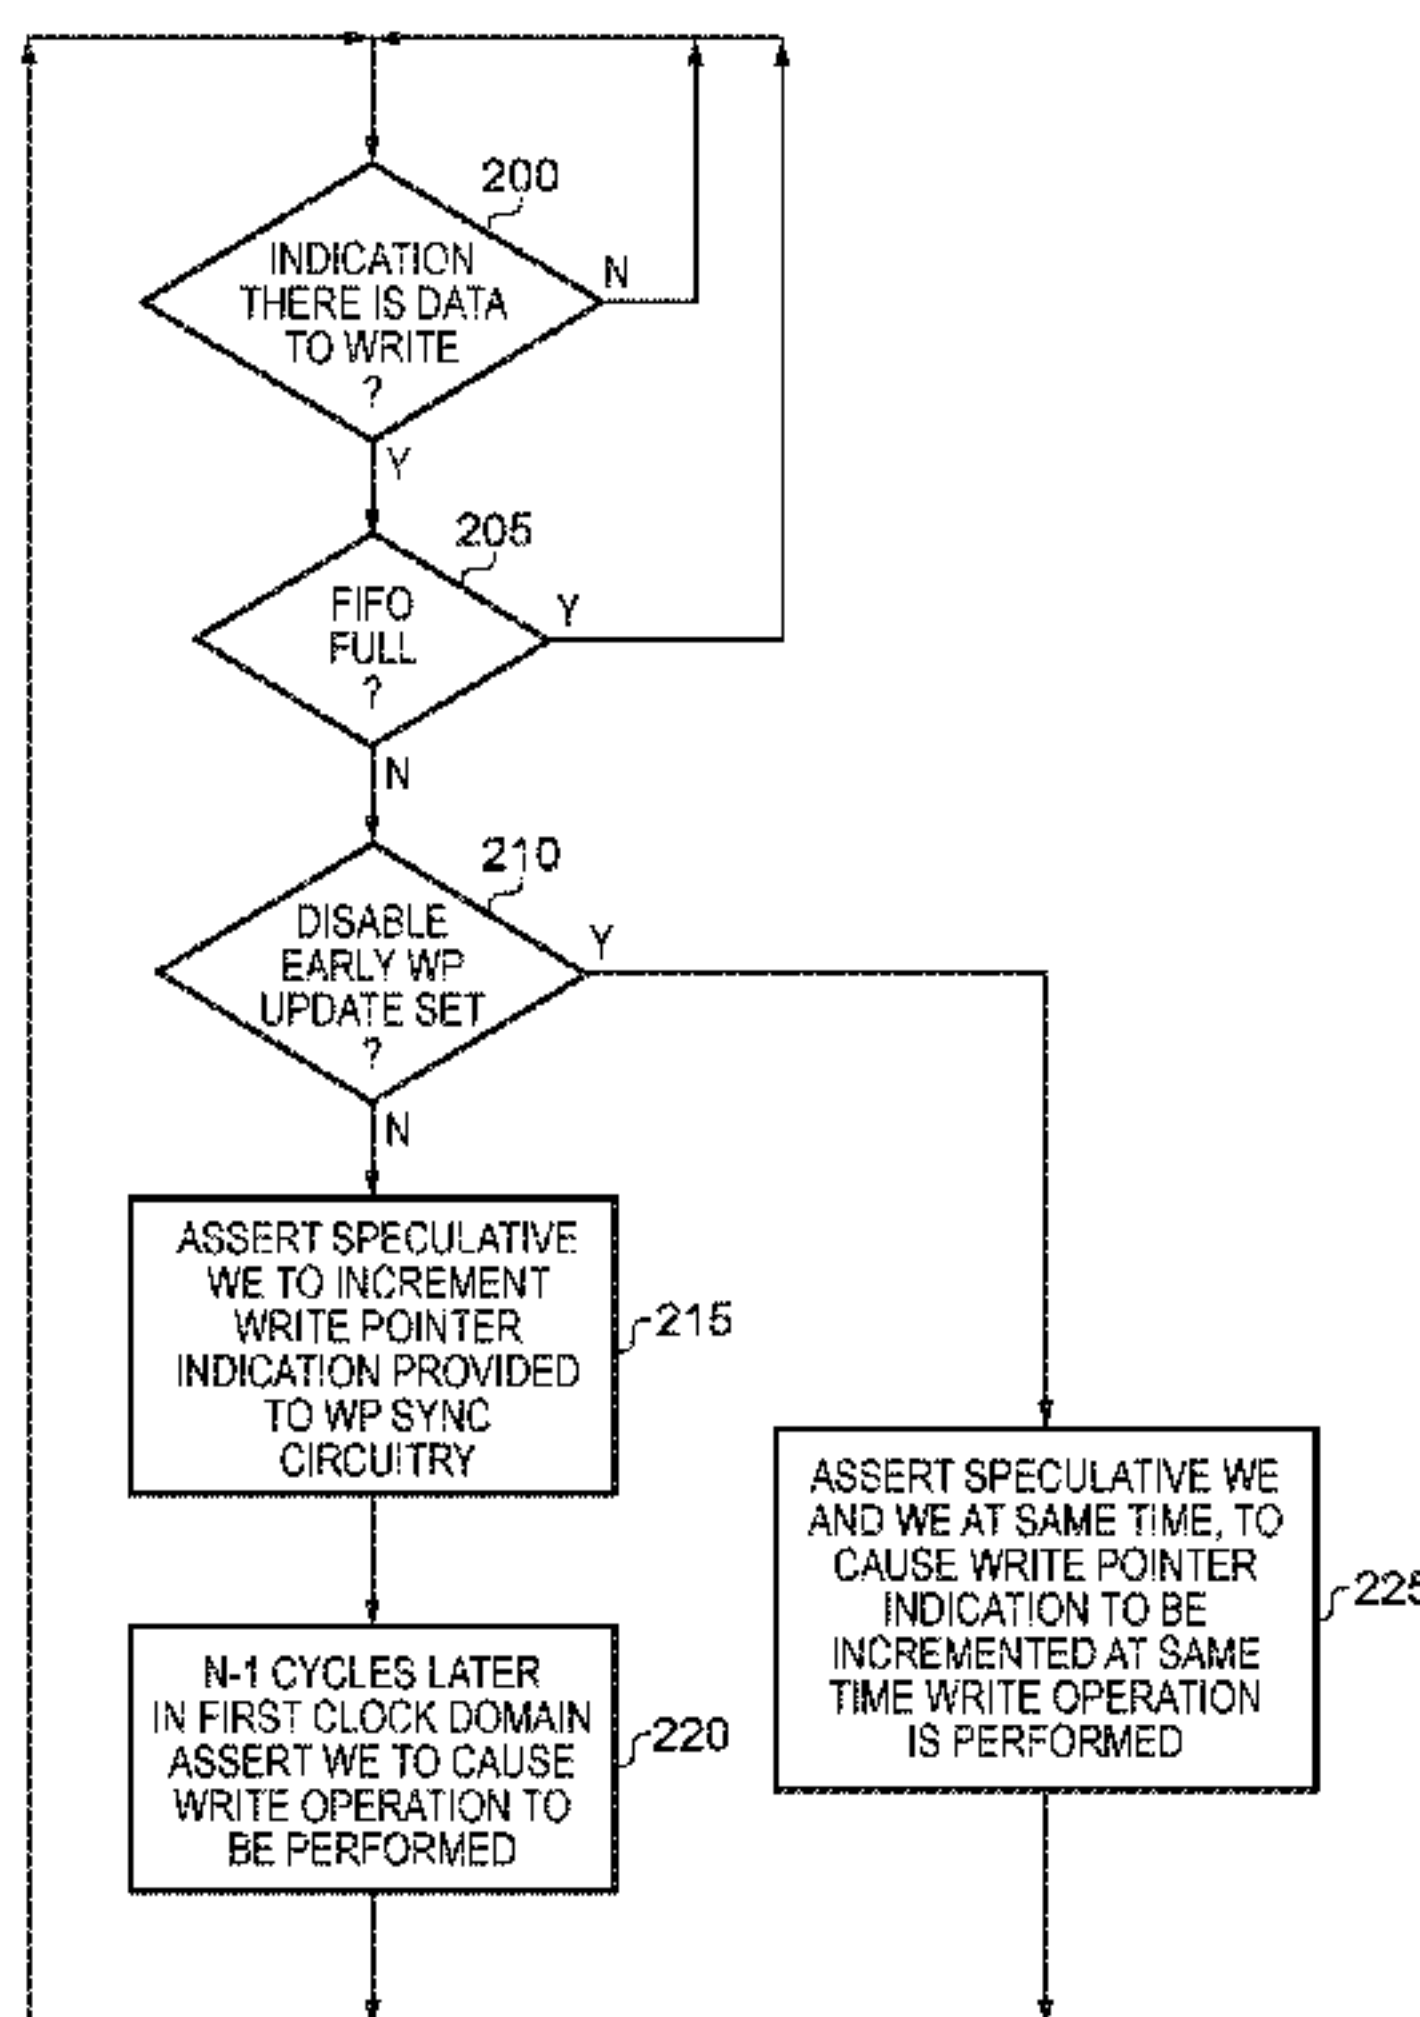 200
INDICATION
THERE IS DATA
TO WRITE
?
N
Y
205
FIFO
FULL
?
Y
N
210
DISABLE
EARLY WP
UPDATE SET
?
Y
N
ASSERT SPECULATIVE
WE TO INCREMENT
WRITE POINTER
INDICATION PROVIDED
TO WP SYNC
CIRCUITRY
215
ASSERT SPECULATIVE WE
AND WE AT SAME TIME, TO
CAUSE WRITE POINTER
INDICATION TO BE
INCREMENTED AT SAME
TIME WRITE OPERATION
IS PERFORMED
225
N-1 CYCLES LATER
IN FIRST CLOCK DOMAIN
ASSERT WE TO CAUSE
WRITE OPERATION TO
BE PERFORMED
220